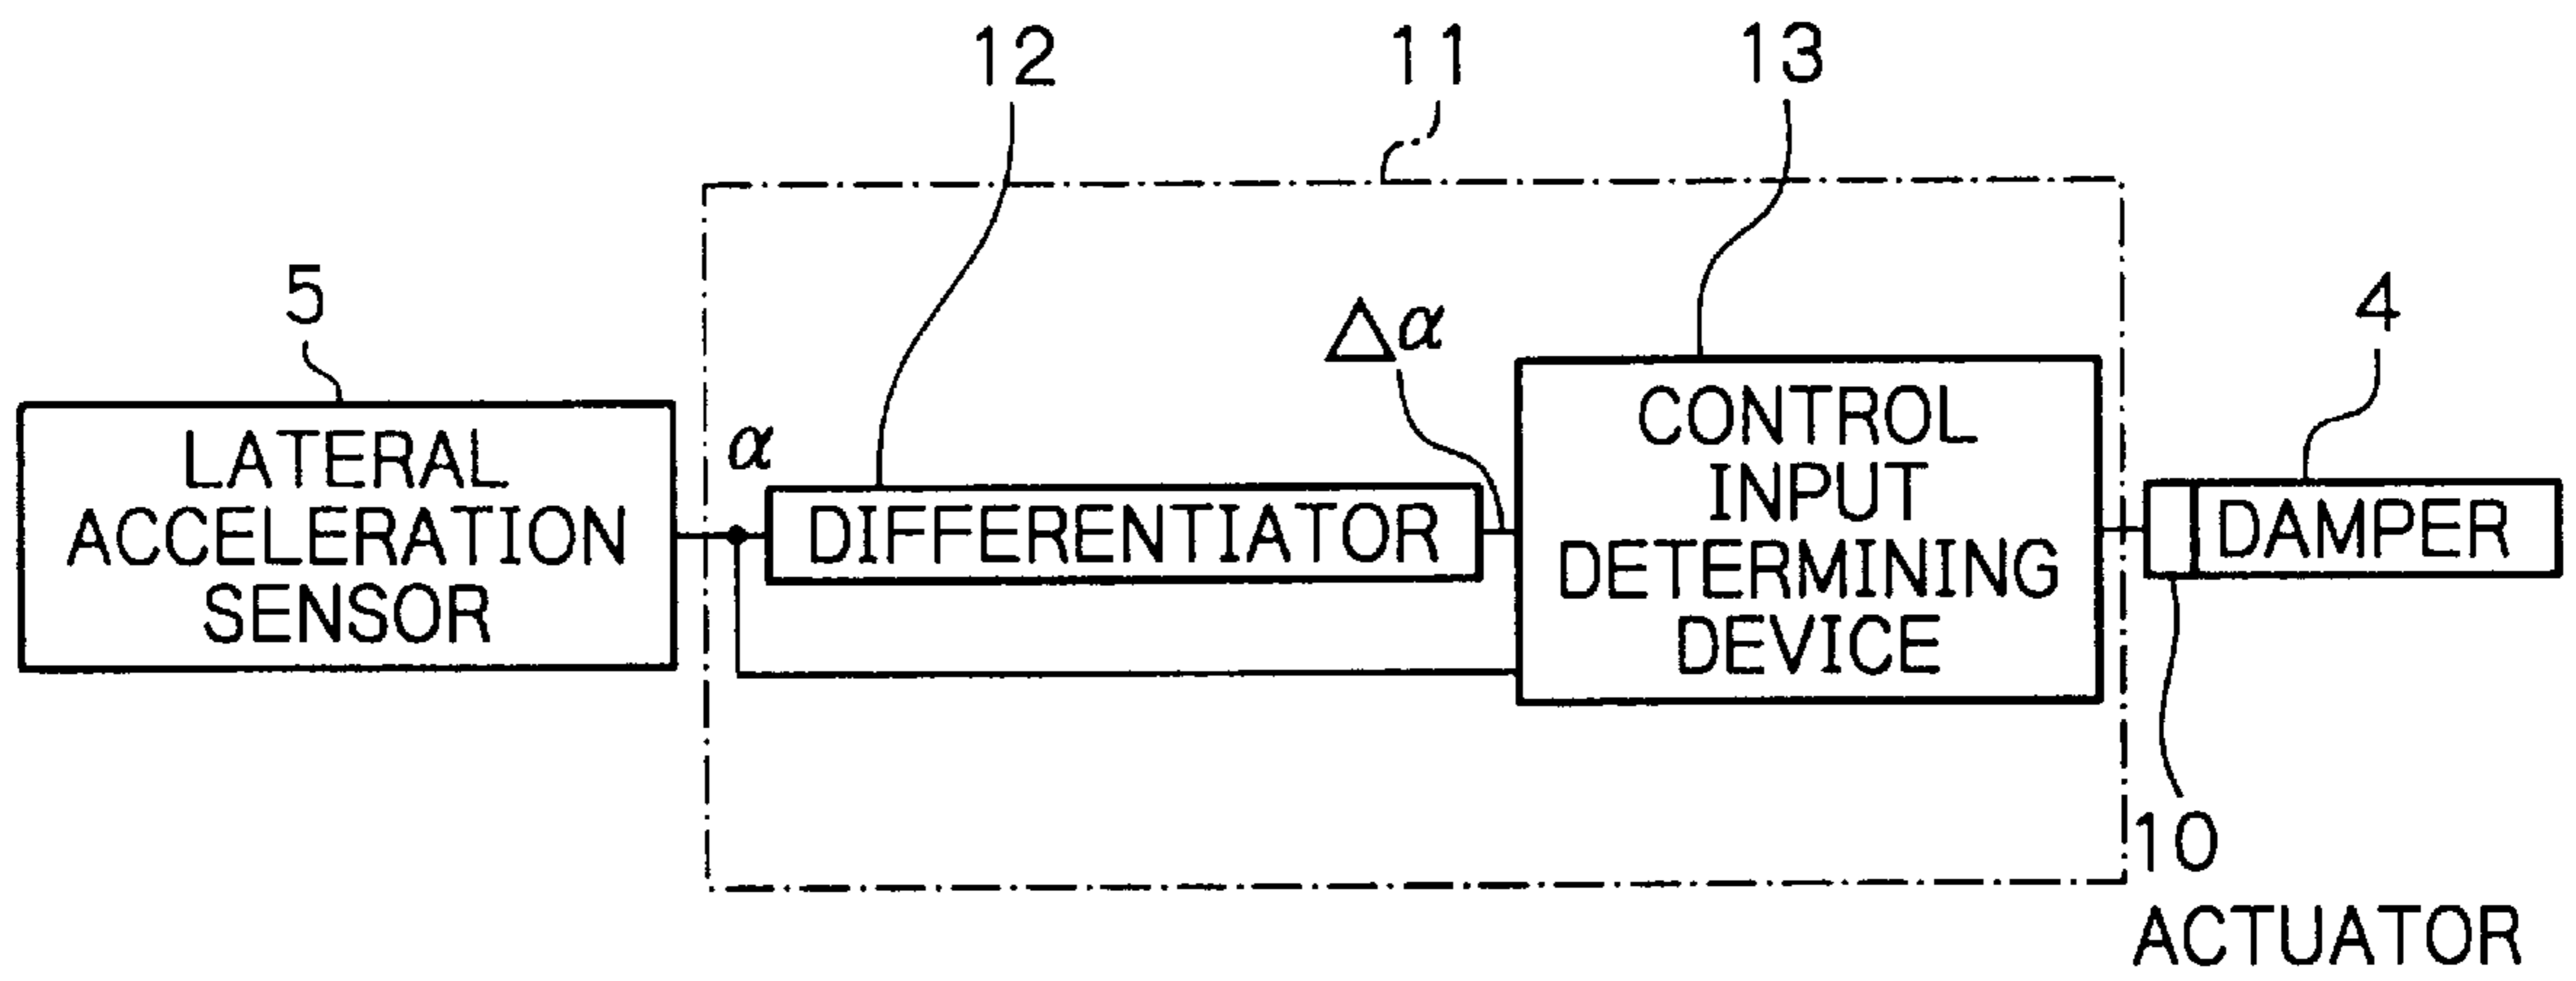 12
11
13
5
4
Δα
α
LATERAL
ACCELERATION
SENSOR
DIFFERENTIATOR
CONTROL
INPUT
DETERMINING
DEVICE
DAMPER
10
ACTUATOR